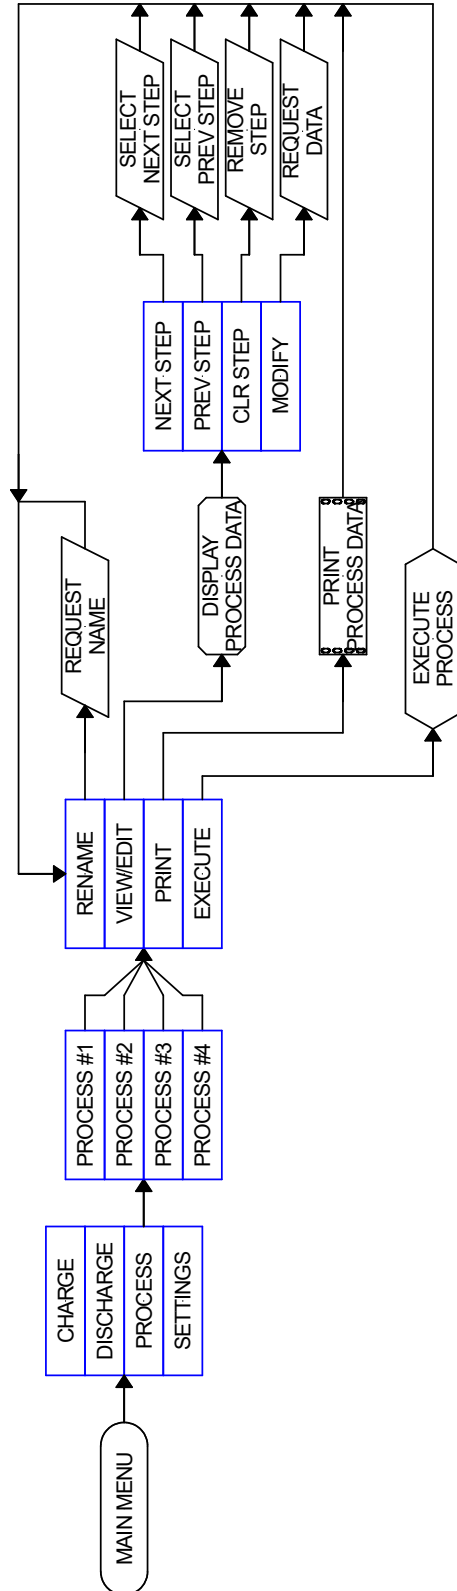 MAIN MENU
CHARGE
DISCHARGE
PROCESS
SETTINGS
PROCESS #1
PROCESS #2
PROCESS #3
PROCESS #4
RENAME
VIEW/EDIT
PRINT
EXECUTE
REQUEST
NAME
DISPLAY
PROCESS DATA
PRINT
PROCESS DATA
EXECUTE
PROCESS
NEXT STEP
PREV STEP
CLR STEP
MODIFY
SELECT
NEXT STEP
SELECT
PREV STEP
REMOVE
STEP
REQUEST
DATA